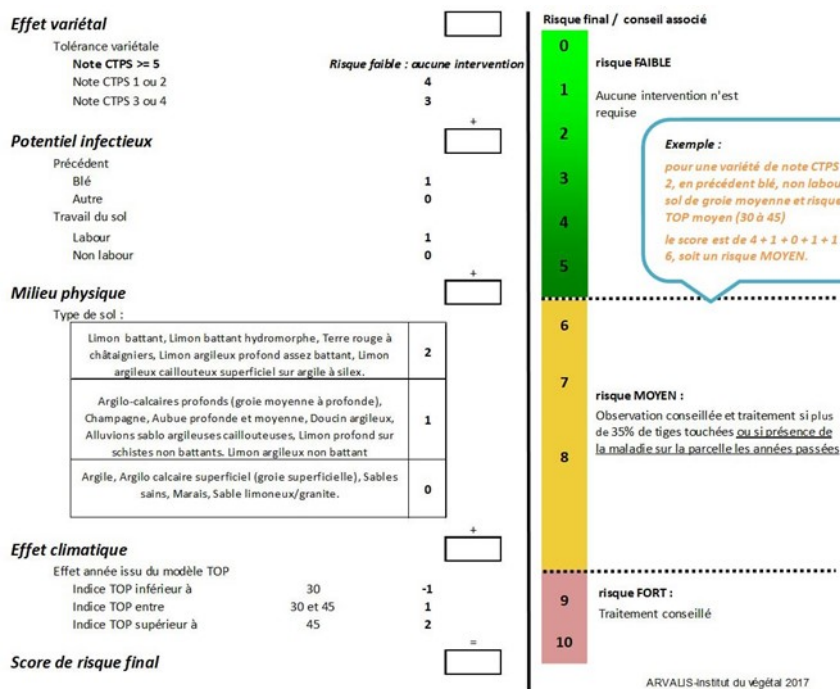 Effet variétal
Tolérance variétale
Note CTPS >= 5 Risque faible : aucune intervention
Note CTPS 1 ou 2 4
Note CTPS 3 ou 4 3
+
Potentiel infectieux
Précédent
Blé 1
Autre 0
Travail du sol
Labour 1
Non labour 0
+
Milieu physique
Type de sol :
Limon battant, Limon battant hydromorphe, Terre rouge à
châtaigniers, Limon argileux profond assez battant, Limon
argileux caillouteux superficiel sur argile à silex.
2
Argilo-calcaires profonds (groie moyenne à profonde),
Champagne, Aubue profonde et moyenne, Doucin argileux,
Alluvions sablo argileuses caillouteuses, Limon profond sur
schistes non battants. Limon argileux non battant
1
Argile, Argilo calcaire superficiel (groie superficielle), Sables
sains, Marais, Sable limoneux/granite.
0
+
Effet climatique
Effet année issu du modèle TOP
Indice TOP inférieur à 30 -1
Indice TOP entre 30 et 45 1
Indice TOP supérieur à 45 2
=
Score de risque final
Risque final / conseil associé
0
1
2
3
4
5
6
7
8
9
10
risque FAIBLE
Aucune intervention n'est
requise
Exemple :
pour une variété de note CTPS
2, en précédent blé, non labou
sol de groie moyenne et risque
TOP moyen (30 à 45)
le score est de 4 + 1 + 0 + 1 + 1
6, soit un risque MOYEN.
risque MOYEN :
Observation conseillée et traitement si plus
de 35% de tiges touchées ou si présence de
la maladie sur la parcelle les années passées
risque FORT :
Traitement conseillé
ARVALIS-Institut du végétal 2017